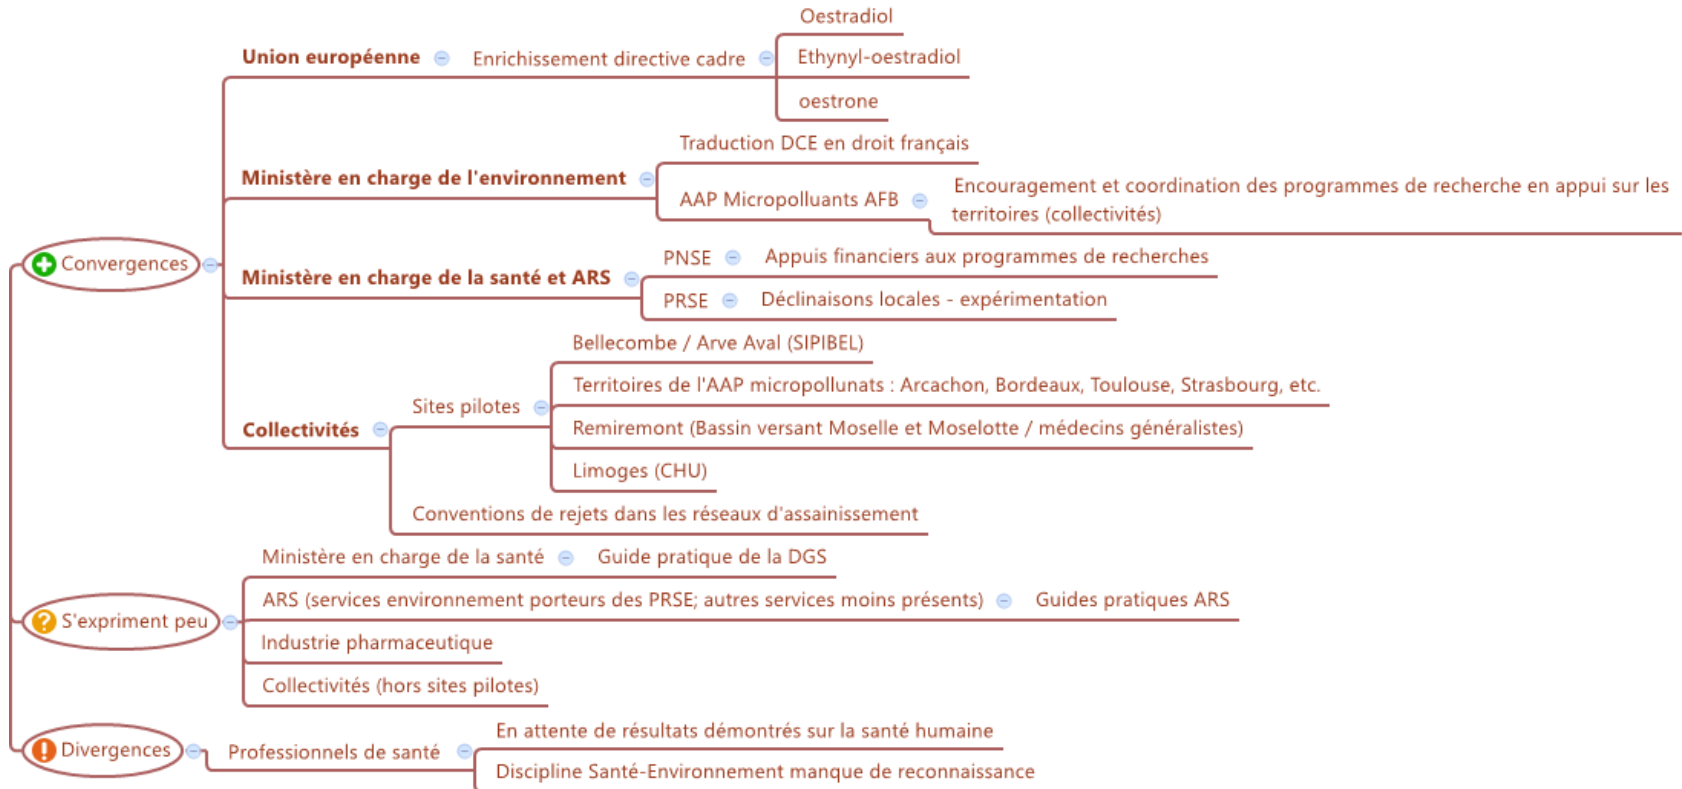 Oestradiol
Union européenne
Enrichissement directive cadre
Ethynyl-oestradiol
oestrone
Traduction DCE en droit français
Ministère en charge de l'environnement
AAP Micropolluants AFB
Encouragement et coordination des programmes de recherche en appui sur les
territoires (collectivités)
Convergences
PNSE
Appuis financiers aux programmes de recherches
Ministère en charge de la santé et ARS
PRSE
Déclinaisons locales - expérimentation
Bellecombe / Arve Aval (SIPIBEL)
Territoires de l'AAP micropollunats : Arcachon, Bordeaux, Toulouse, Strasbourg, etc.
Sites pilotes
Collectivités
Remiremont (Bassin versant Moselle et Moselotte / médecins généralistes)
Limoges (CHU)
Conventions de rejets dans les réseaux d'assainissement
Ministère en charge de la santé
Guide pratique de la DGS
ARS (services environnement porteurs des PRSE; autres services moins présents)
Guides pratiques ARS
S'expriment peu
Industrie pharmaceutique
Collectivités (hors sites pilotes)
En attente de résultats démontrés sur la santé humaine
Divergences
Professionnels de santé
Discipline Santé-Environnement manque de reconnaissance